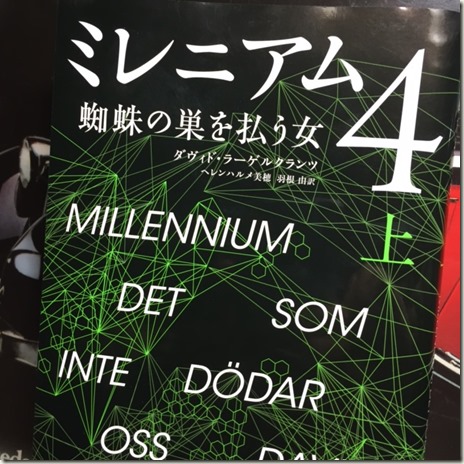 ミレニアム4
蜘蛛の巣を払う女
ダヴィド・ラーゲルクランツ
ヘレンハルメ美穂 羽根 由訳
上
MILLENNIUM
DET SOM
INTE DÖDAR
OSS